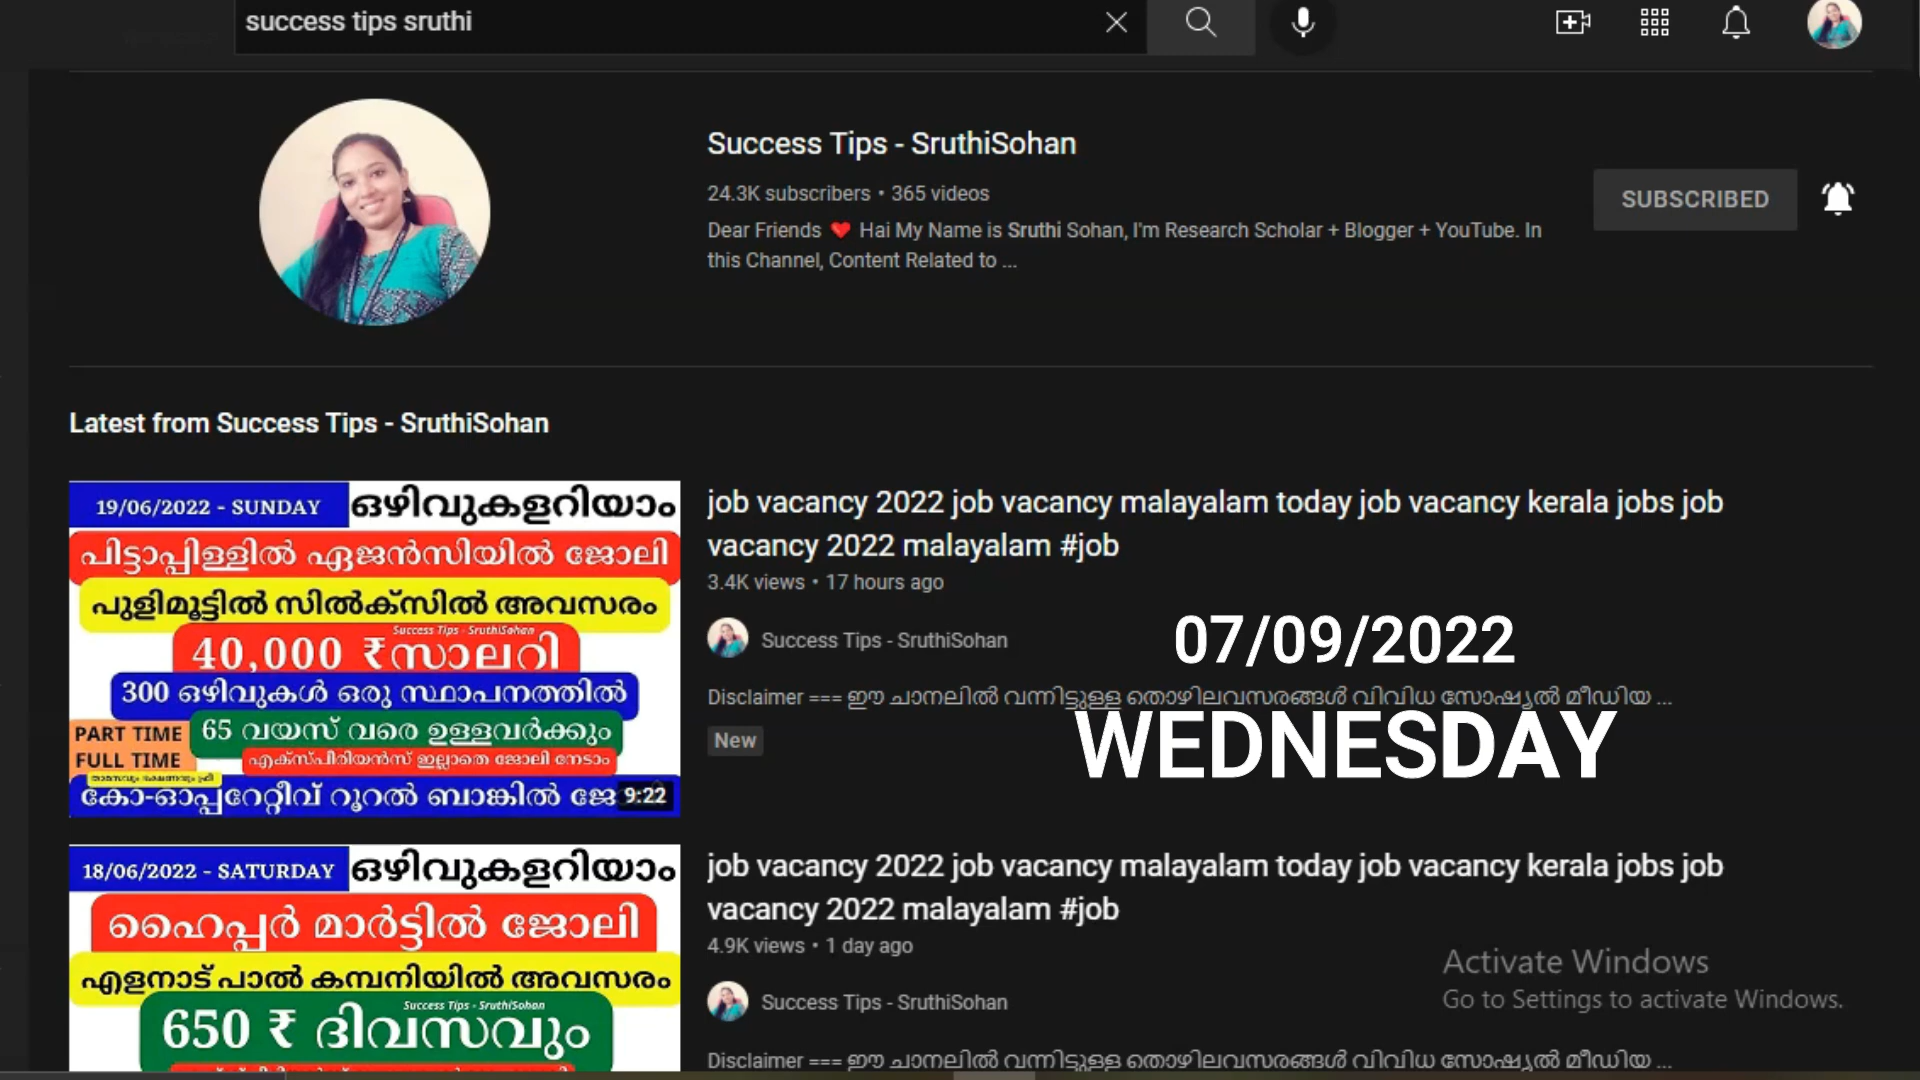 success tips sruthi
Success Tips - SruthiSohan
24.3K subscribers • 365 videos
SUBSCRIBED
Dear Friends ❤ Hai My Name is Sruthi Sohan, I'm Research Scholar + Blogger + YouTube. In
this Channel, Content Related to ...
Latest from Success Tips - SruthiSohan
19/06/2022 - SUNDAY ഒഴിവുകളറിയാം
പിട്ടാപ്പിള്ളിൽ ഏജൻസിയിൽ ജോലി
പുളിമൂട്ടിൽ സിൽക്സിൽ അവസരം
Success Tips - SruthiSohan
40,000 ₹സാലറി
300 ഒഴിവുകൾ ഒരു സ്ഥാപനത്തിൽ
PART TIME
FULL TIME
65 വയസ് വരെ ഉള്ളവർക്കും
എക്സ്പീരിയൻസ് ഇല്ലാതെ ജോലി നേടാം
താമസവും ഭക്ഷണവും ഫ്രീ
കോ-ഓപ്പറേറ്റീവ് റൂറൽ ബാങ്കിൽ ജോ
9:22
job vacancy 2022 job vacancy malayalam today job vacancy kerala jobs job
vacancy 2022 malayalam #job
3.4K views • 17 hours ago
Success Tips - SruthiSohan
07/09/2022
Disclaimer === ഈ ചാനലിൽ വന്നിട്ടുള്ള തൊഴിലവസരങ്ങൾ വിവിധ സോഷ്യൽ മീഡിയ ...
WEDNESDAY
New
18/06/2022 - SATURDAY ഒഴിവുകളറിയാം
ഹൈപ്പർ മാർട്ടിൽ ജോലി
എളനാട് പാൽ കമ്പനിയിൽ അവസരം
Success Tips - SruthiSohan
650 ₹ ദിവസവും
job vacancy 2022 job vacancy malayalam today job vacancy kerala jobs job
vacancy 2022 malayalam #job
4.9K views • 1 day ago
Success Tips - SruthiSohan
Disclaimer === ഈ ചാനലിൽ വന്നിട്ടുള്ള തൊഴിലവസരങ്ങൾ വിവിധ സോഷ്യൽ മീഡിയ ...
Activate Windows
Go to Settings to activate Windows.